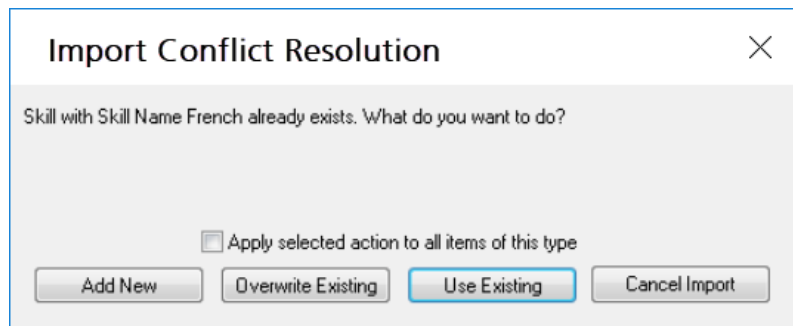 Import Conflict Resolution
Skill with Skill Name French already exists. What do you want to do?
Apply selected action to all items of this type
Add New Overwrite Existing Use Existing Cancel Import